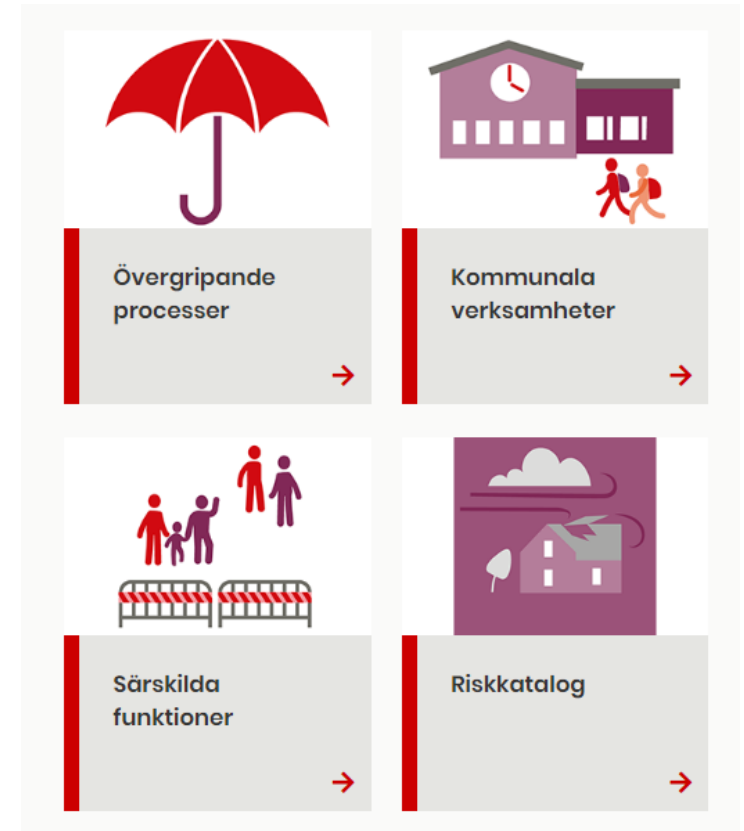 Övergripande
processer
Kommunala
verksamheter
Särskilda
funktioner
Riskkatalog